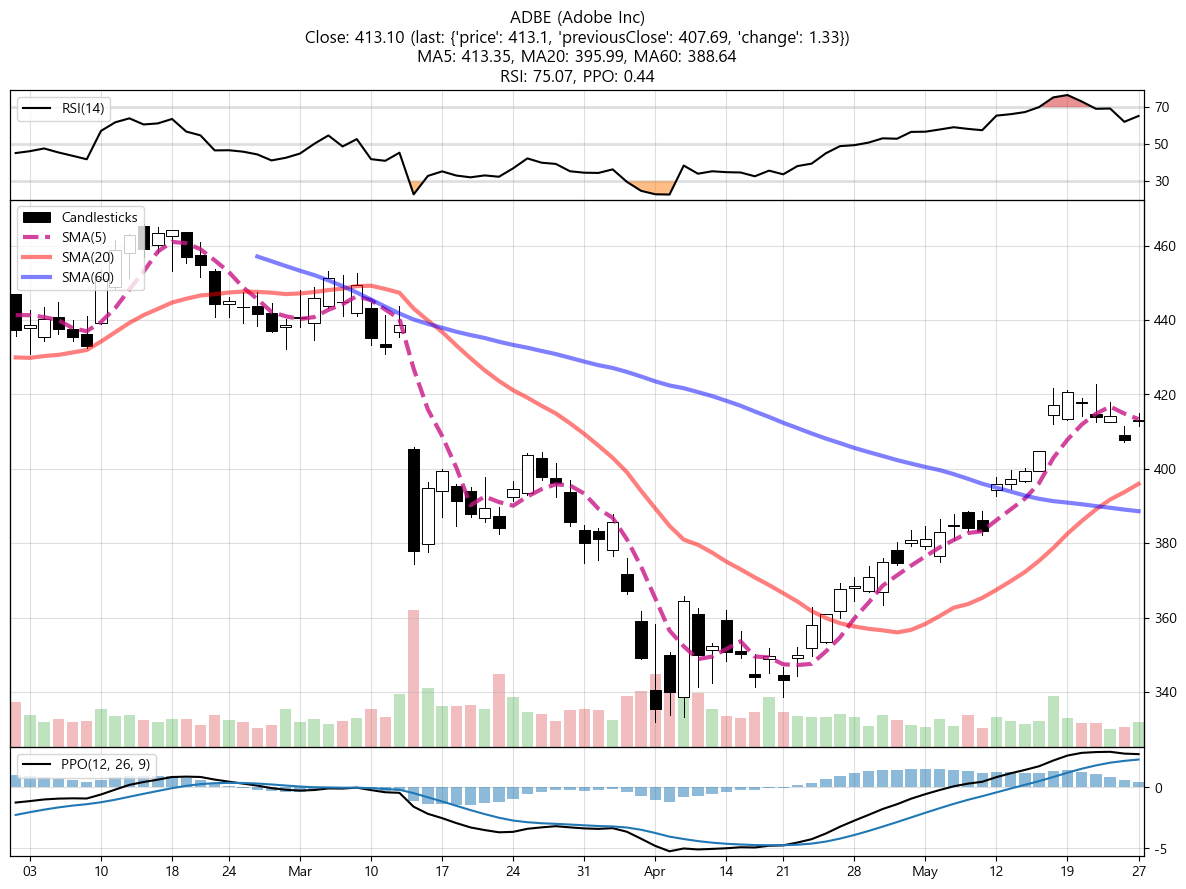 ADBE (Adobe Inc)
Close: 413.10 (last: {'price': 413.1, 'previousClose': 407.69, 'change': 1.33})
MA5: 413.35, MA20: 395.99, MA60: 388.64
RSI: 75.07, PPO: 0.44
RSI(14)
70
50
30
Candlesticks
SMA(5)
SMA(20)
SMA(60)
460
440
420
400
380
360
340
PPO(12, 26, 9)
0
-5
03 10 18 24 Mar 10 17 24 Apr 14 21 28 May 12 19 27